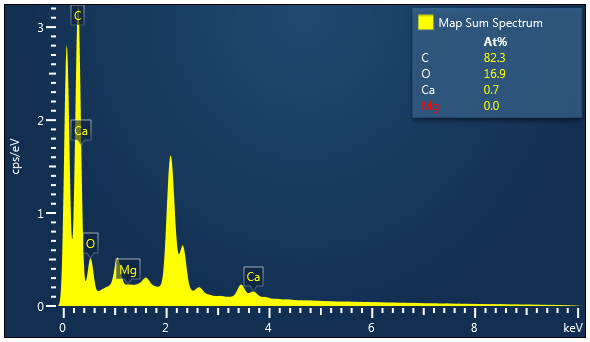 Map Sum Spectrum
At%
C 82.3
O 16.9
Ca 0.7
Mg 0.0
C
Ca
O
Mg
Ca
cps/eV
3
2
1
0
0 2 4 6 8 keV